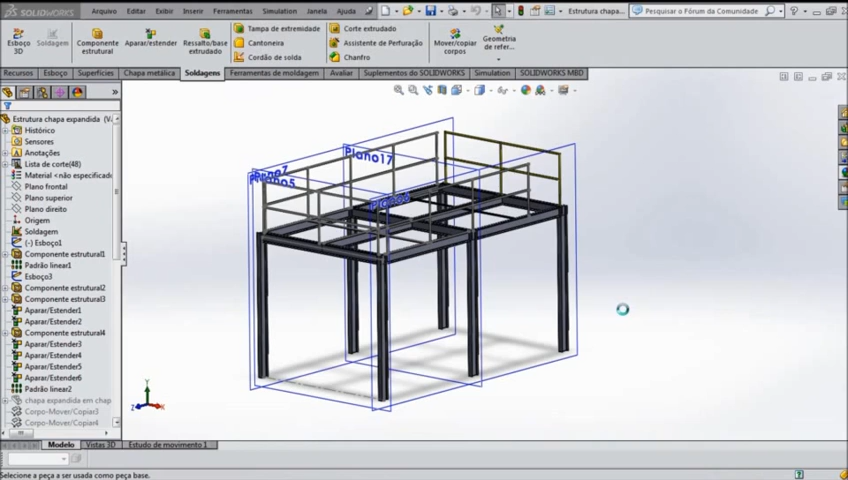 SOLIDWORKS Arquivo Editar Exibir Inserir Ferramentas Simulation Janela Ajuda Estrutura chapa expa... Pesquisar o Fórum da Comunidade
Esboço 3D
Soldagem
Componente estrutural
Aparar/estender
Ressalto/base extrudado
Tampa de extremidade
Cantoneira
Cordão de solda
Corte extrudado
Assistente de Perfuração
Chanfro
Mover/copiar corpos
Geometria de refer...
Recursos Esboço Superfícies Chapa metálica Soldagens Ferramentas de moldagem Avaliar Suplementos do SOLIDWORKS Simulation SOLIDWORKS MBD
Estrutura chapa expandida (Va
Histórico
Sensores
Anotações
Lista de corte(48)
Material <não especificado
Plano frontal
Plano superior
Plano direito
Origem
Soldagem
(-) Esboço1
Componente estrutural1
Padrão linear1
Esboço3
Componente estrutural2
Componente estrutural3
Aparar/Estender1
Aparar/Estender2
Componente estrutural4
Aparar/Estender3
Aparar/Estender4
Aparar/Estender5
Aparar/Estender6
Padrão linear2
chapa expandida em chap
Corpo-Mover/Copiar3
Corpo-Mover/Copiar4
Plano17
Plano7
Plano5
Y
Z
X
Modelo Vistas 3D Estudo de movimento 1
Selecione a peça a ser usada como peça base.